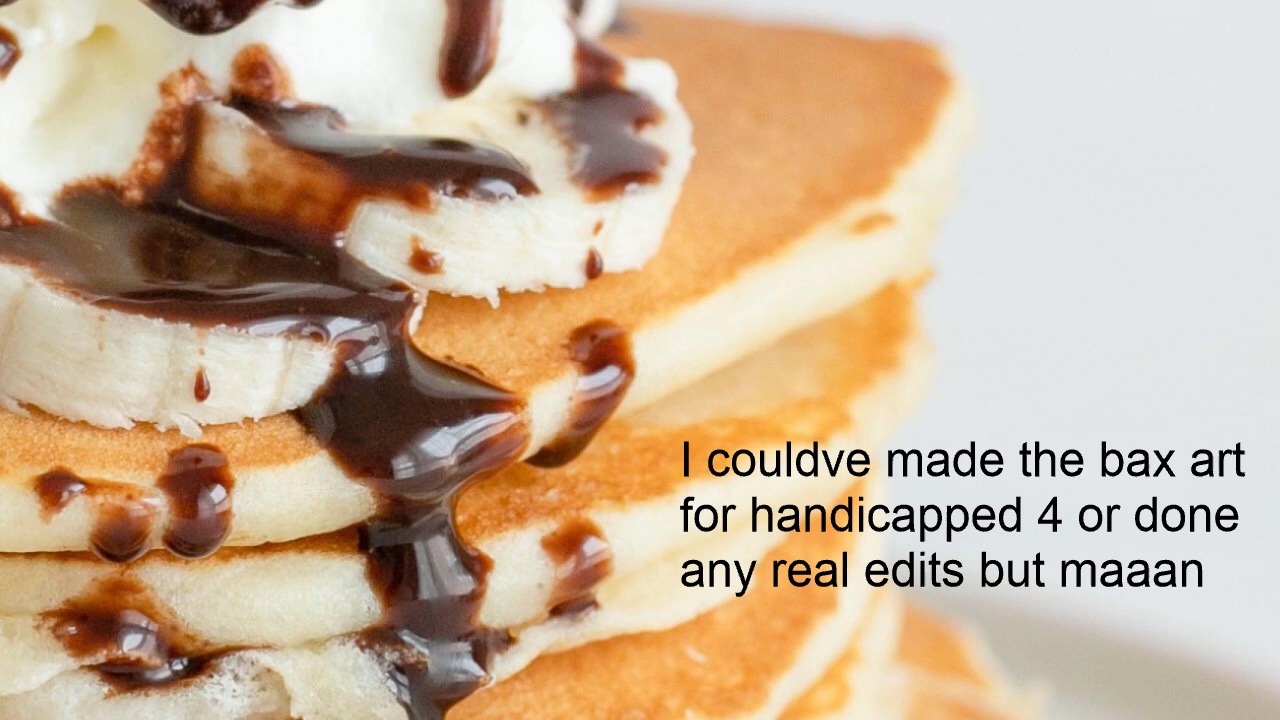 I couldve made the bax art
for handicapped 4 or done
any real edits but maaan